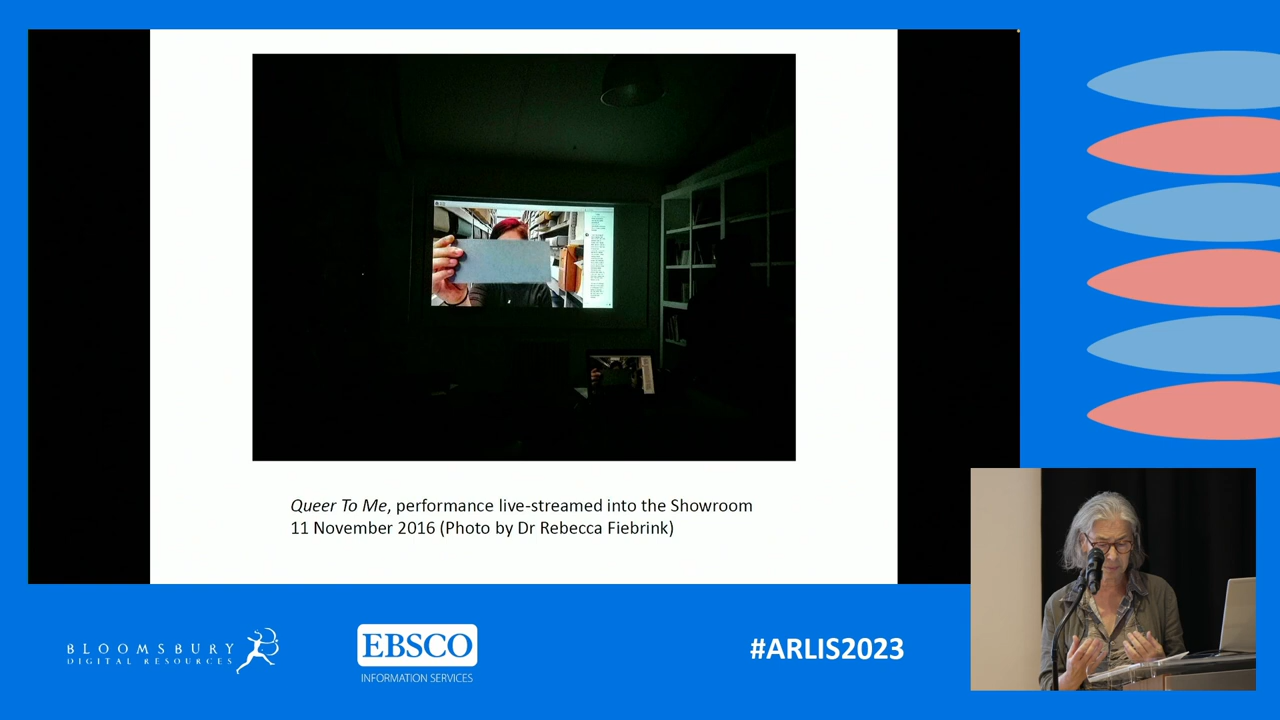 Queer To Me, performance live-streamed into the Showroom
11 November 2016 (Photo by Dr Rebecca Fiebrink)
BLOOMSBURY
DIGITAL RESOURCES
EBSCO
INFORMATION SERVICES
#ARLIS2023